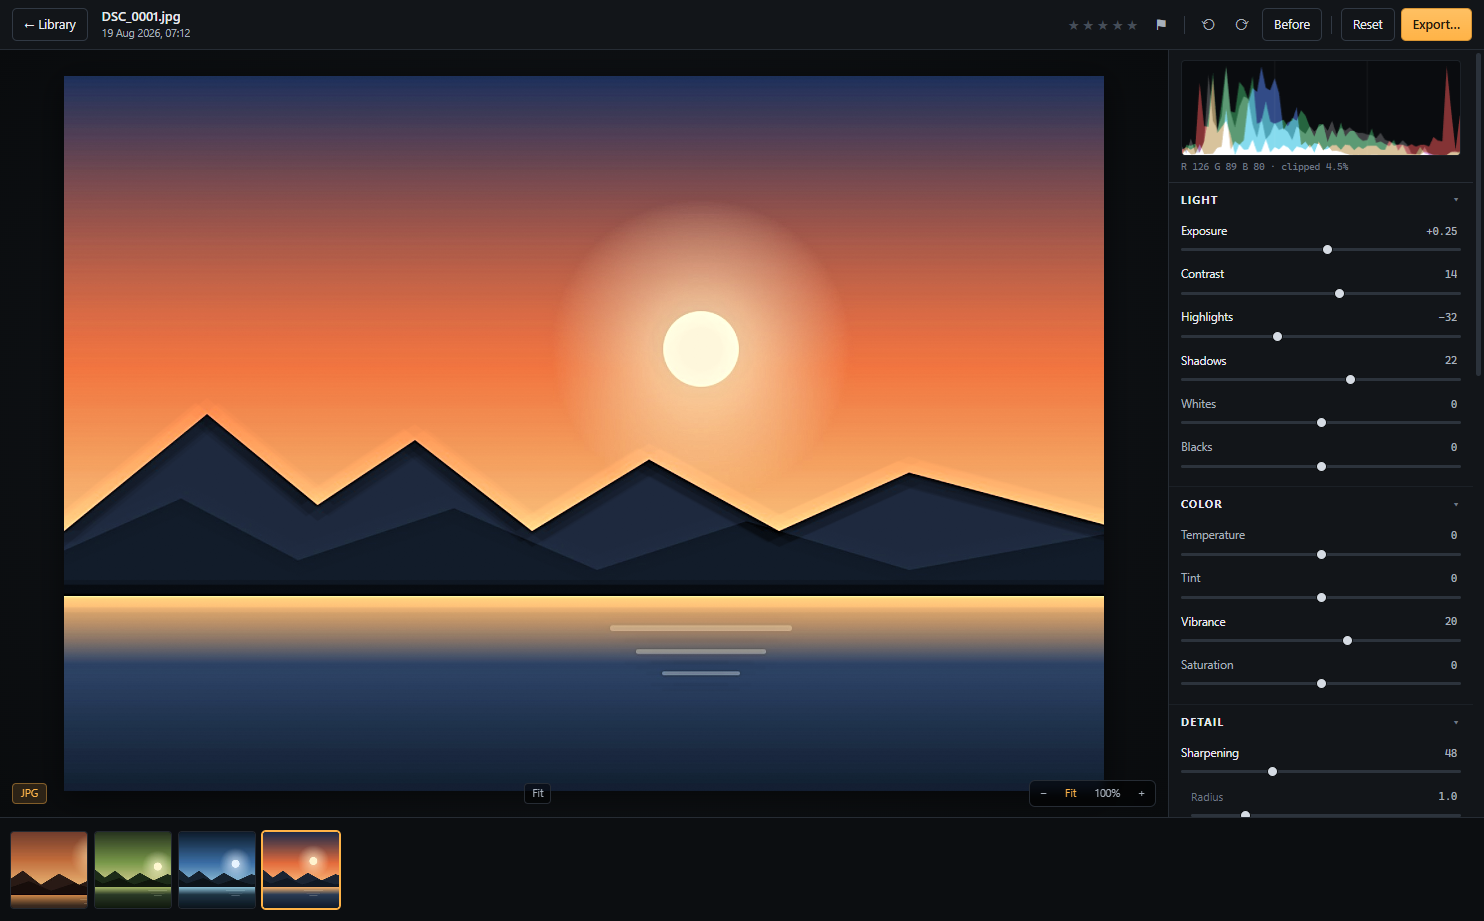 ← Library
DSC_0001.jpg
19 Aug 2026, 07:12
Before
Reset
Export...
R 126 G 89 B 80 · clipped 4.5%
LIGHT
Exposure +0.25
Contrast 14
Highlights −32
Shadows 22
Whites 0
Blacks 0
COLOR
Temperature 0
Tint 0
Vibrance 20
Saturation 0
DETAIL
Sharpening 48
Radius 1.0
JPG
Fit
− Fit 100% +